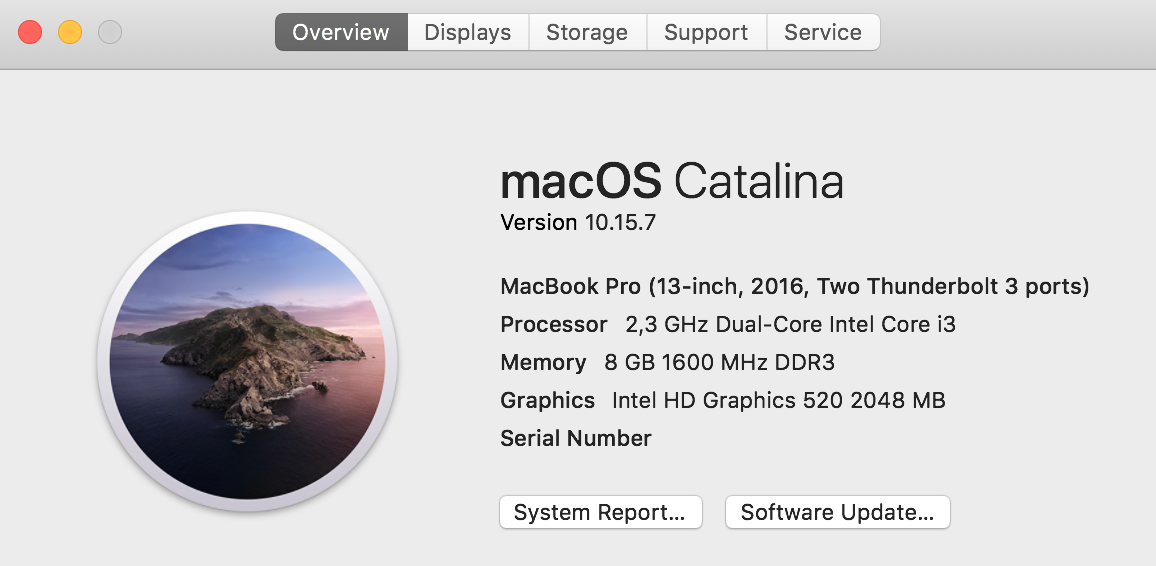 Overview Displays Storage Support Service
macOS Catalina
Version 10.15.7
MacBook Pro (13-inch, 2016, Two Thunderbolt 3 ports)
Processor 2,3 GHz Dual-Core Intel Core i3
Memory 8 GB 1600 MHz DDR3
Graphics Intel HD Graphics 520 2048 MB
Serial Number
System Report... Software Update...